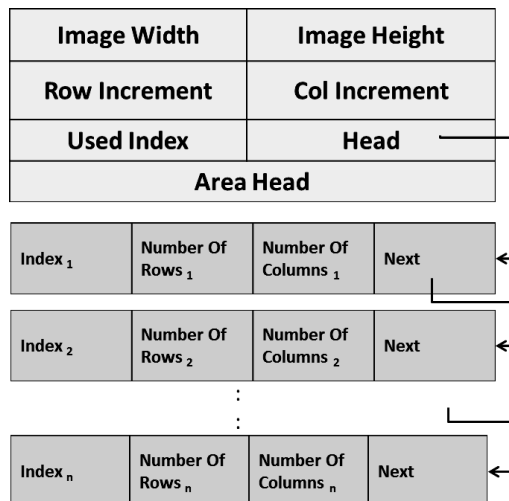 Image Width Image Height
Row Increment Col Increment
Used Index Head
Area Head
Index 1 Number Of Rows 1 Number Of Columns 1 Next
Index 2 Number Of Rows 2 Number Of Columns 2 Next
:
:
Index n Number Of Rows n Number Of Columns n Next